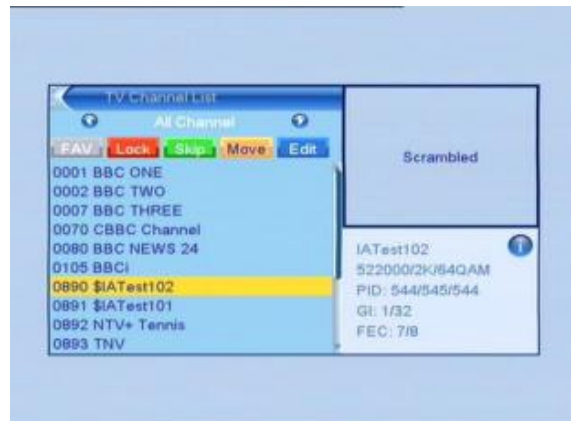 TV Channel List
All Channel
FAV Lock Skip Move Edit
0001 BBC ONE
0002 BBC TWO
0007 BBC THREE
0070 CBBC Channel
0080 BBC NEWS 24
0105 BBCi
0890 $IATest102
0891 $IATest101
0892 NTV+ Tennis
0893 TNV
Scrambled
IATest102
522000/2K/64QAM
PID: 544/545/544
GI: 1/32
FEC: 7/8